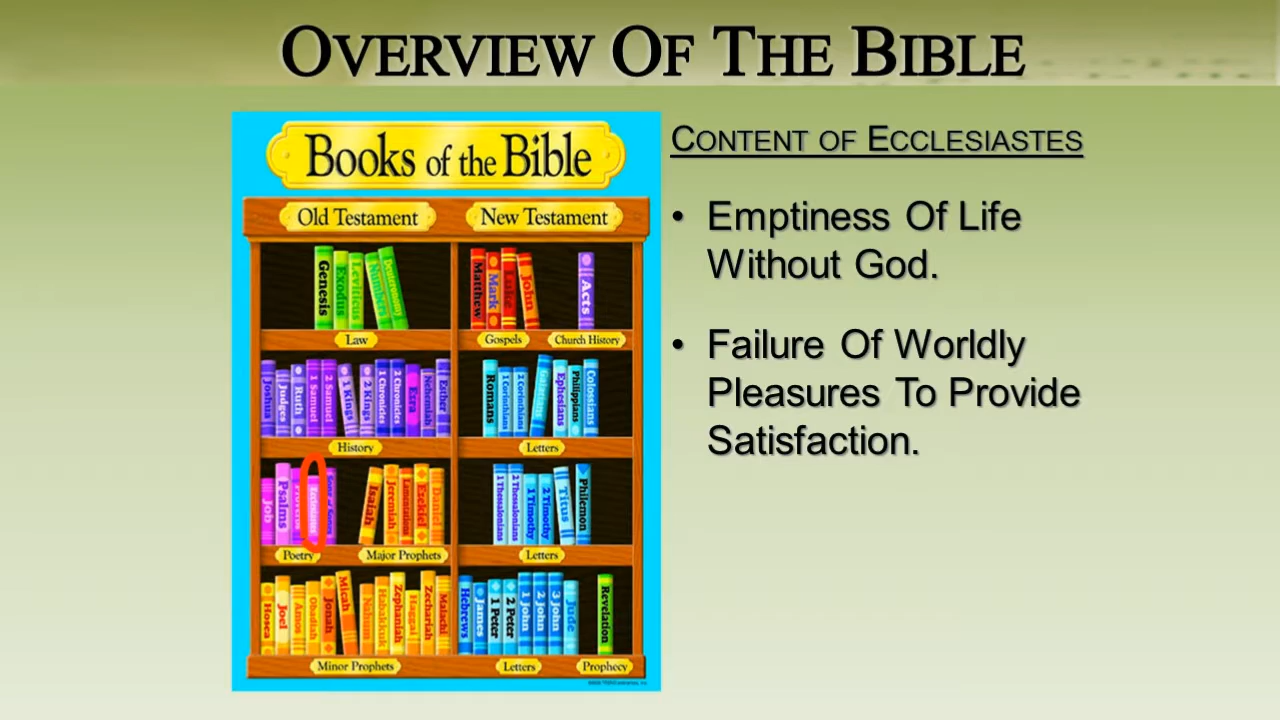 OVERVIEW OF THE BIBLE
Books of the Bible
Old Testament
New Testament
Genesis
Exodus
Leviticus
Numbers
Deuteronomy
Matthew
Mark
Luke
John
Acts
Law
Gospels
Church History
Joshua
Judges
Ruth
1 Samuel
2 Samuel
1 Kings
2 Kings
1 Chronicles
2 Chronicles
Ezra
Nehemiah
Esther
Romans
1 Corinthians
2 Corinthians
Galatians
Ephesians
Philippians
Colossians
History
Letters
Job
Psalms
Proverbs
Ecclesiastes
Song of Songs
Isaiah
Jeremiah
Lamentations
Ezekiel
Daniel
1 Thessalonians
2 Thessalonians
1 Timothy
2 Timothy
Titus
Philemon
Poetry
Major Prophets
Letters
Hosea
Joel
Amos
Obadiah
Jonah
Micah
Nahum
Habakkuk
Zephaniah
Haggai
Zechariah
Malachi
Hebrews
James
1 Peter
2 Peter
1 John
2 John
3 John
Jude
Revelation
Minor Prophets
Letters
Prophecy
CONTENT OF ECCLESIASTES
• Emptiness Of Life
Without God.
• Failure Of Worldly
Pleasures To Provide
Satisfaction.